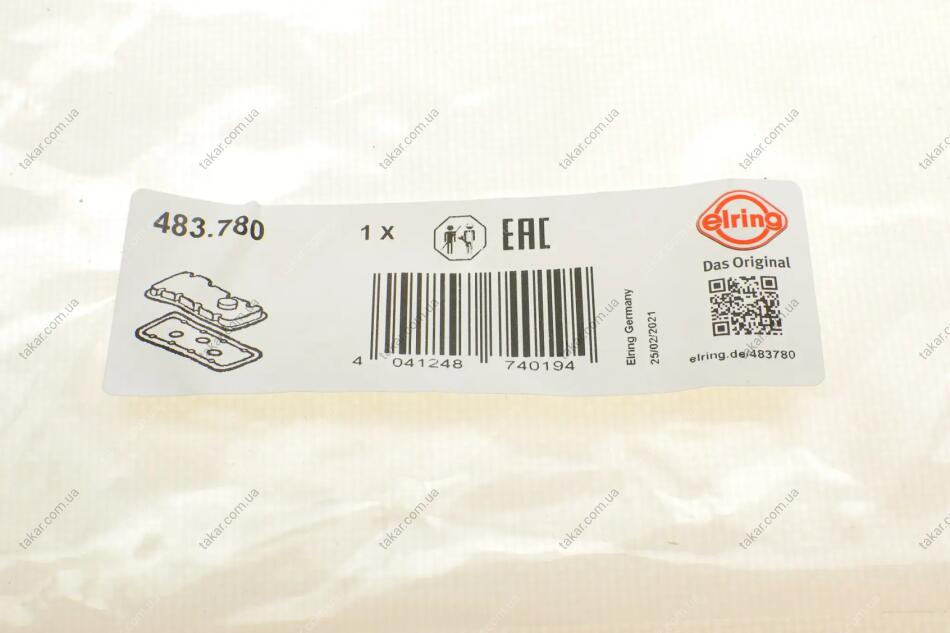 483.780
1 X
EAC
elring
Das Original
4 041248 740194
Elring Germany
25/02/2021
elring.de/483780
takar.com.ua